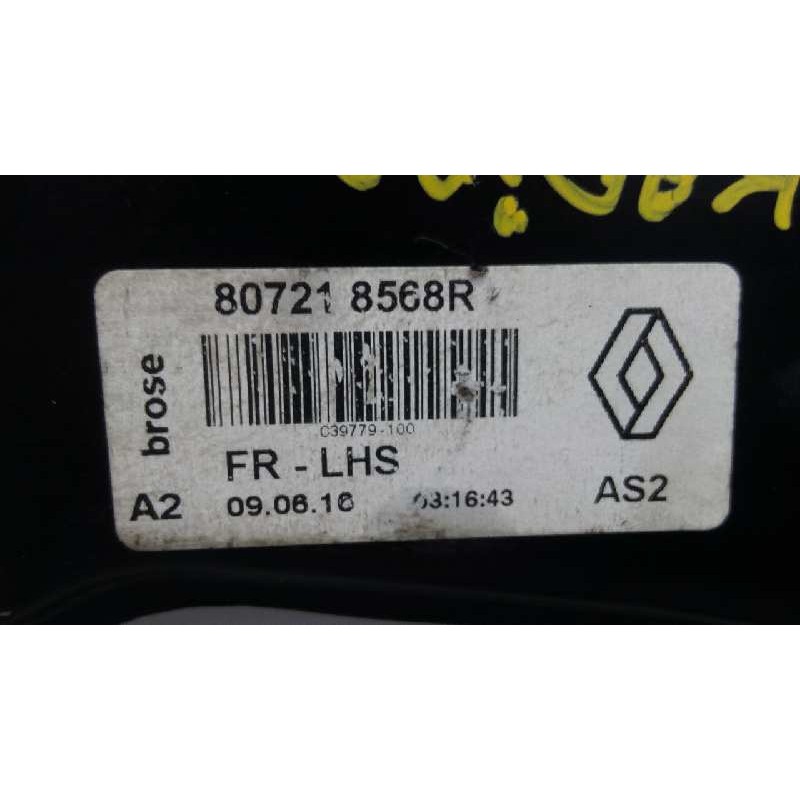 80721 8568R
brose
C39779-100
FR - LHS
A2
09.06.16
03:16:43
AS2